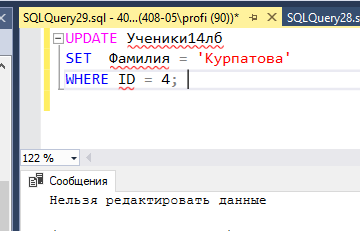 SQLQuery29.sql - 40...(408-05\profi (90))*
SQLQuery28.s
UPDATE Ученики14лб
SET Фамилия = 'Курпатова'
WHERE ID = 4;
122 %
Сообщения
Нельзя редактировать данные